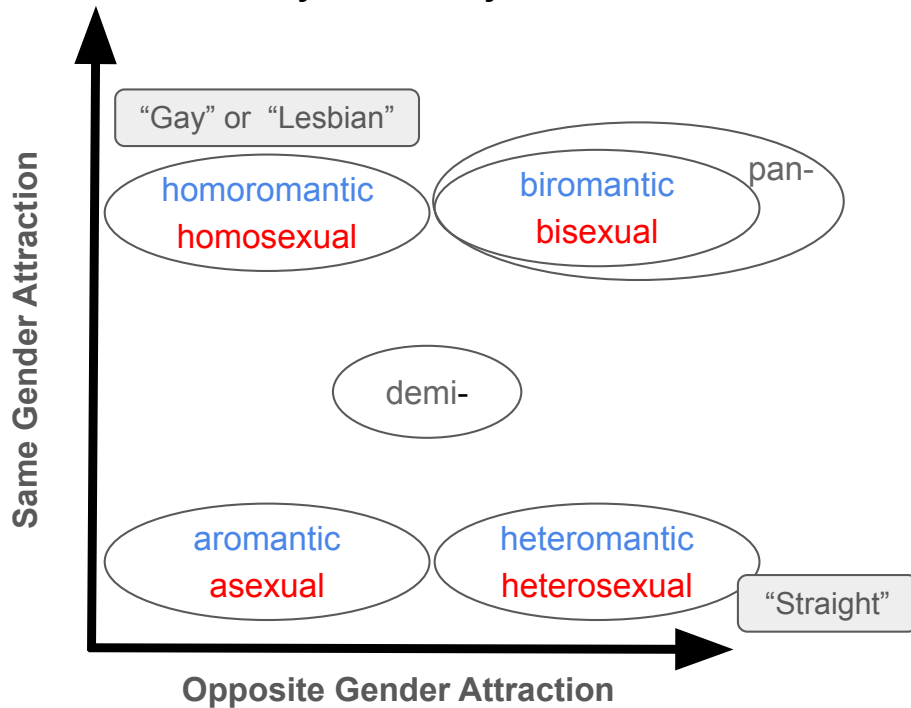 “Gay” or “Lesbian”
homoromantic
homosexual
biromantic
bisexual
pan-
demi-
aromantic
asexual
heteromantic
heterosexual
“Straight”
Same Gender Attraction
Opposite Gender Attraction